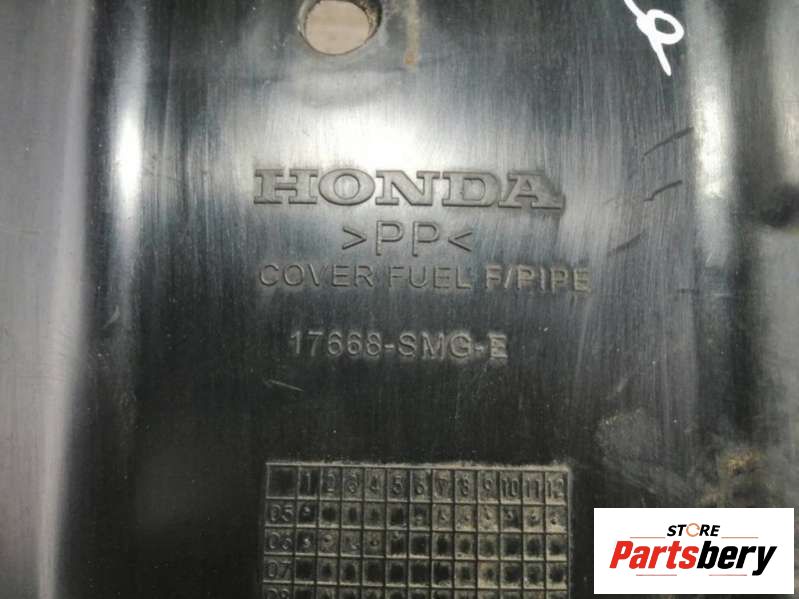 HONDA
>PP<
COVER FUEL F/PIPE
17668-SMG-E
1 2 3 4 5 6 7 8 9 10 11 12
05
06
07
08
STORE
Partsbery